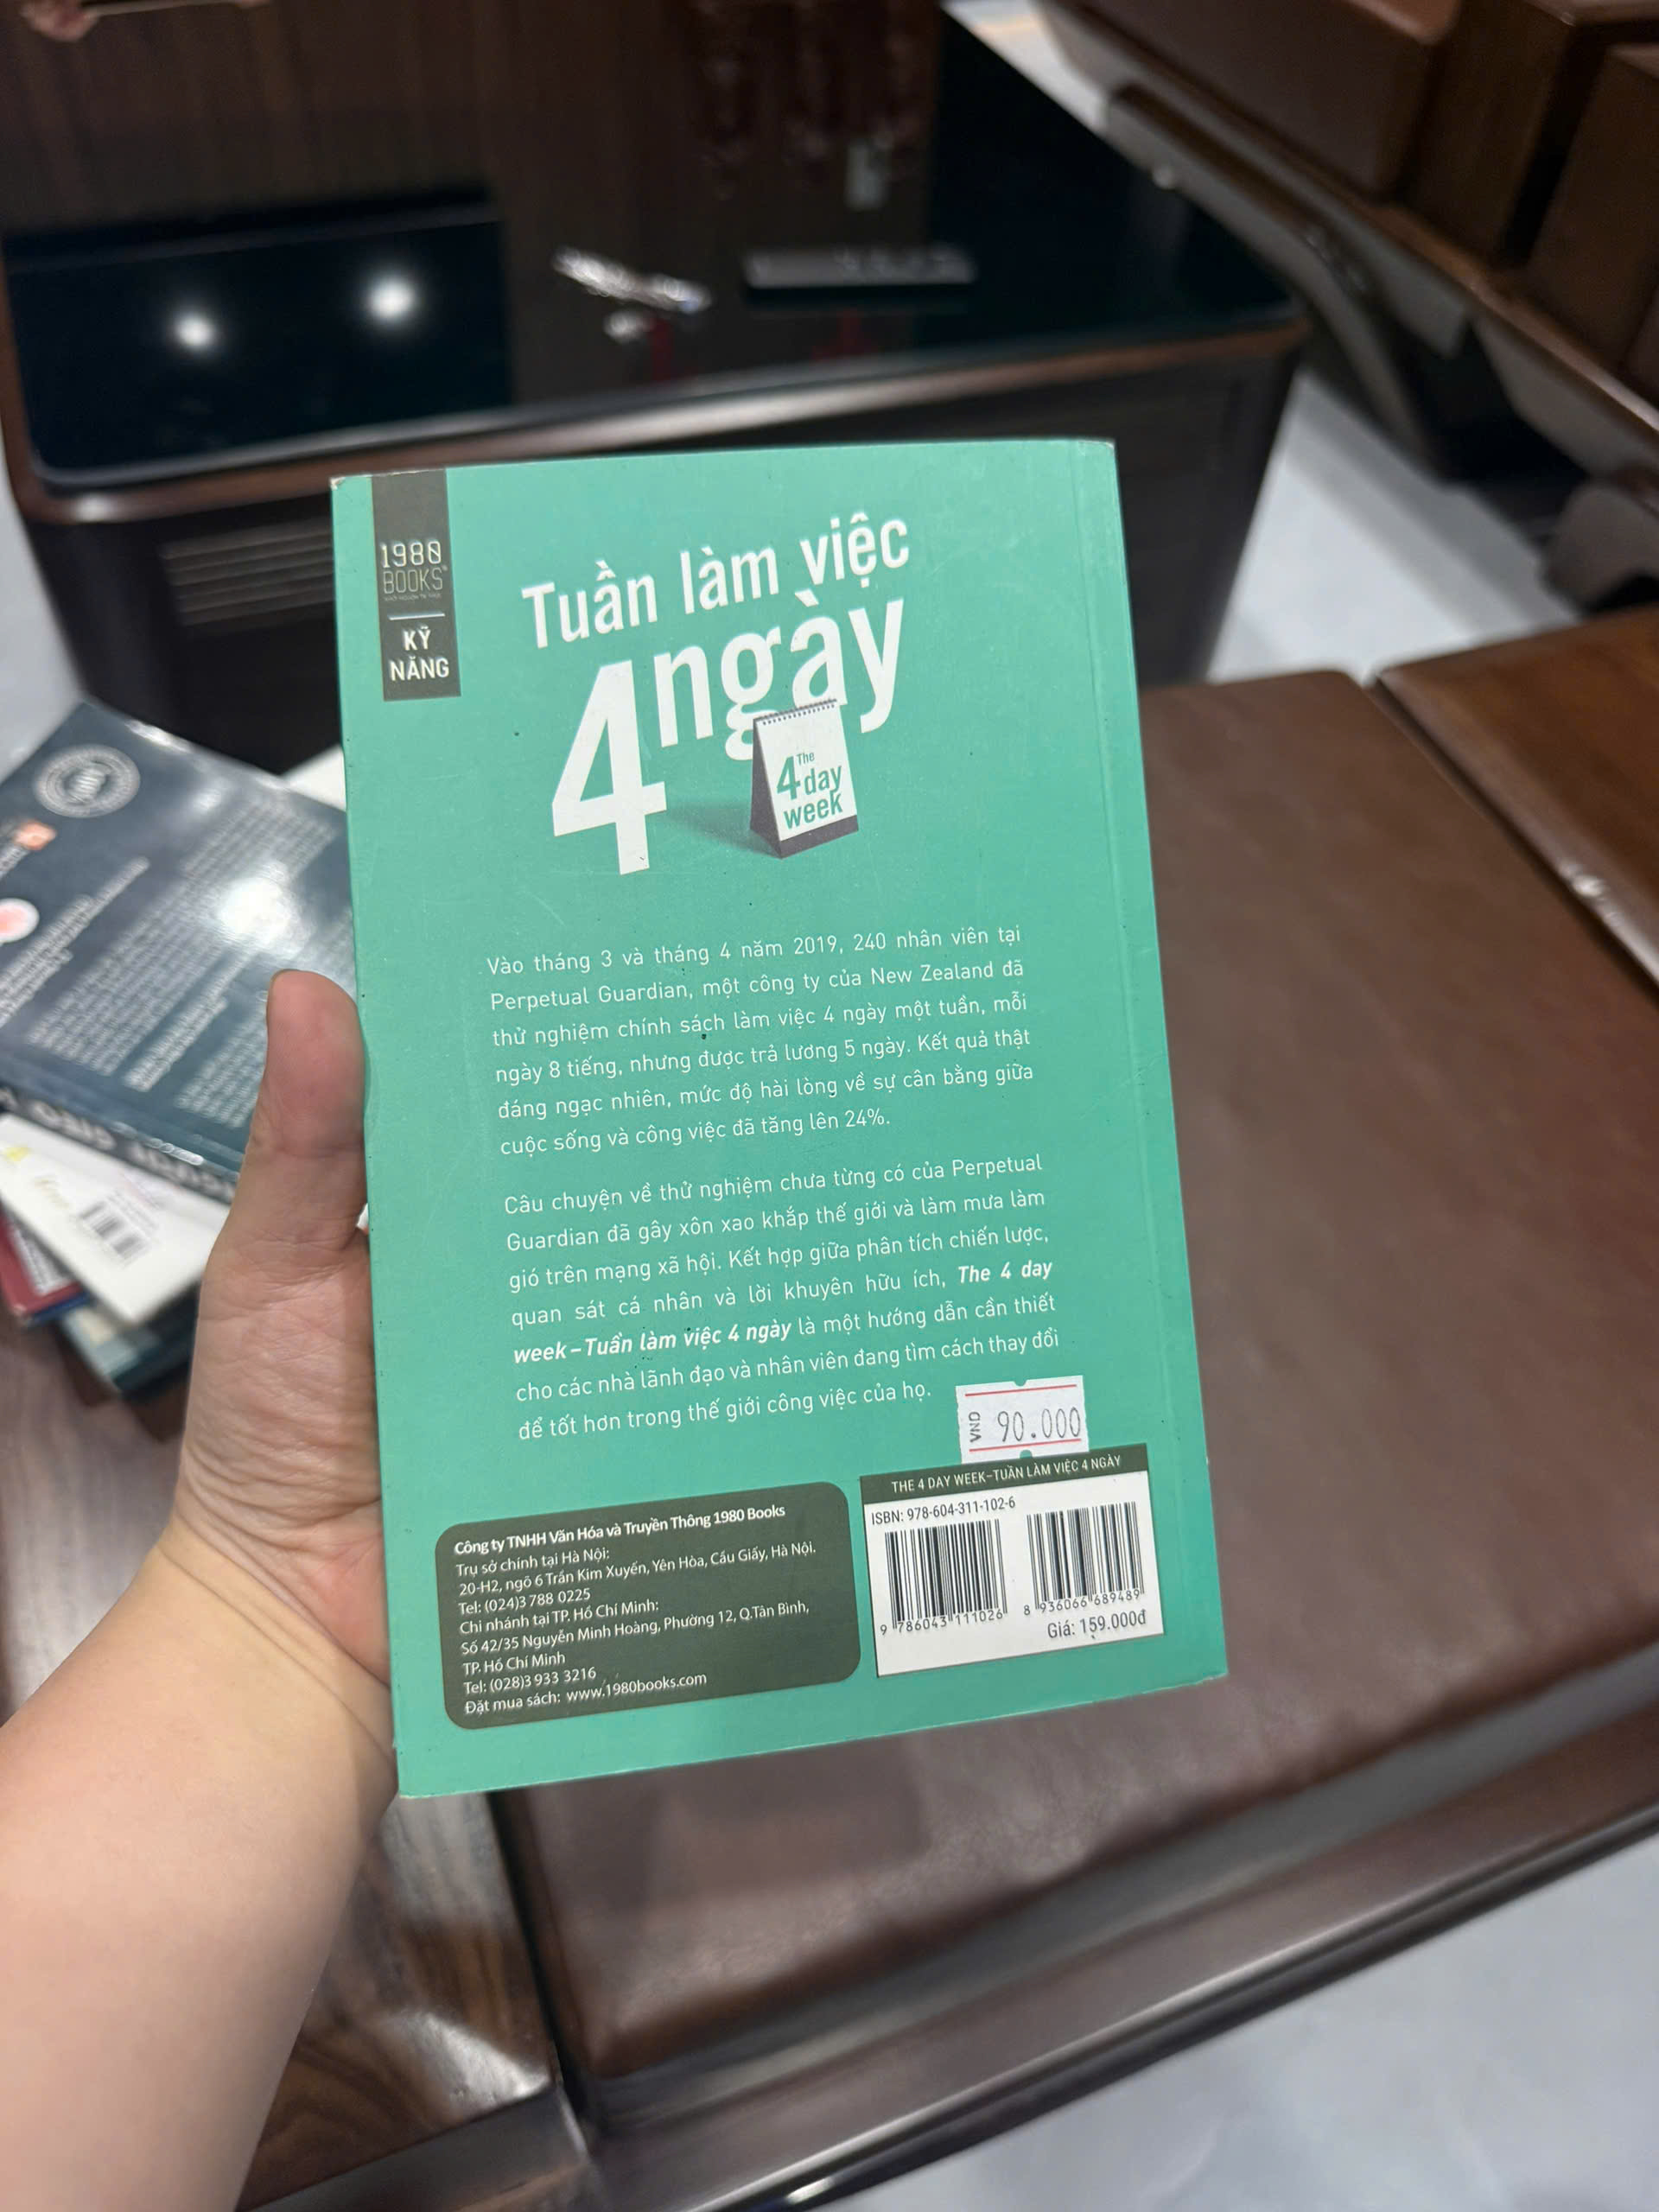 1980
BOOKS
KỸ
NĂNG
Tuần làm việc
4 ngày
The
4 day
week
Vào tháng 3 và tháng 4 năm 2019, 240 nhân viên tại
Perpetual Guardian, một công ty của New Zealand đã
thử nghiệm chính sách làm việc 4 ngày một tuần, mỗi
ngày 8 tiếng, nhưng được trả lương 5 ngày. Kết quả thật
đáng ngạc nhiên, mức độ hài lòng về sự cân bằng giữa
cuộc sống và công việc đã tăng lên 24%.
Câu chuyện về thử nghiệm chưa từng có của Perpetual
Guardian đã gây xôn xao khắp thế giới và làm mưa làm
gió trên mạng xã hội. Kết hợp giữa phân tích chiến lược,
quan sát cá nhân và lời khuyên hữu ích, The 4 day
week–Tuần làm việc 4 ngày là một hướng dẫn cần thiết
cho các nhà lãnh đạo và nhân viên đang tìm cách thay đổi
để tốt hơn trong thế giới công việc của họ.
VND 90.000
Công ty TNHH Văn Hóa và Truyền Thông 1980 Books
Trụ sở chính tại Hà Nội:
20-H2, ngõ 6 Trần Kim Xuyến, Yên Hòa, Cầu Giấy, Hà Nội.
Tel: (024)3 788 0225
Chi nhánh tại TP. Hồ Chí Minh:
Số 42/35 Nguyễn Minh Hoàng, Phường 12, Q.Tân Bình,
TP. Hồ Chí Minh
Tel: (028)3 933 3216
Đặt mua sách: www.1980books.com
THE 4 DAY WEEK–TUẦN LÀM VIỆC 4 NGÀY
ISBN: 978-604-311-102-6
9 786043 111026
8 936066 689489
Giá: 159.000đ